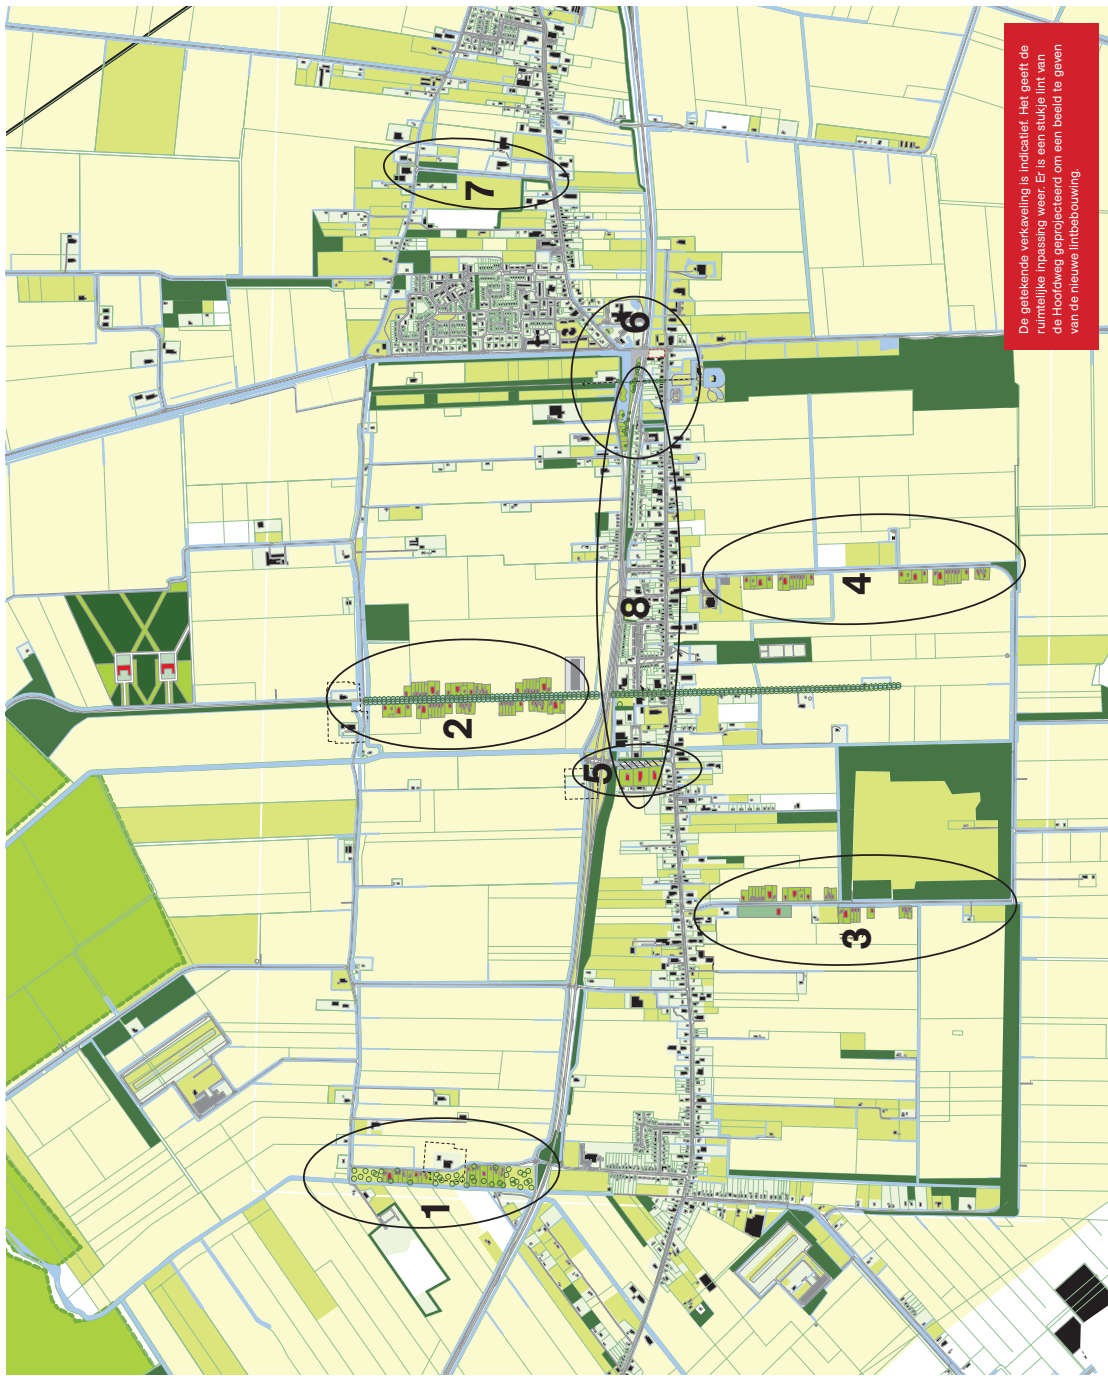 De getekende verkaveling is indicatief. Het geeft de
ruimtelijke inpassing weer. Er is een stukje lint van
de Hoofdweg geprojecteerd om een beeld te geven
van de nieuwe lintbebouwing.
7
6
8
4
2
5
3
1